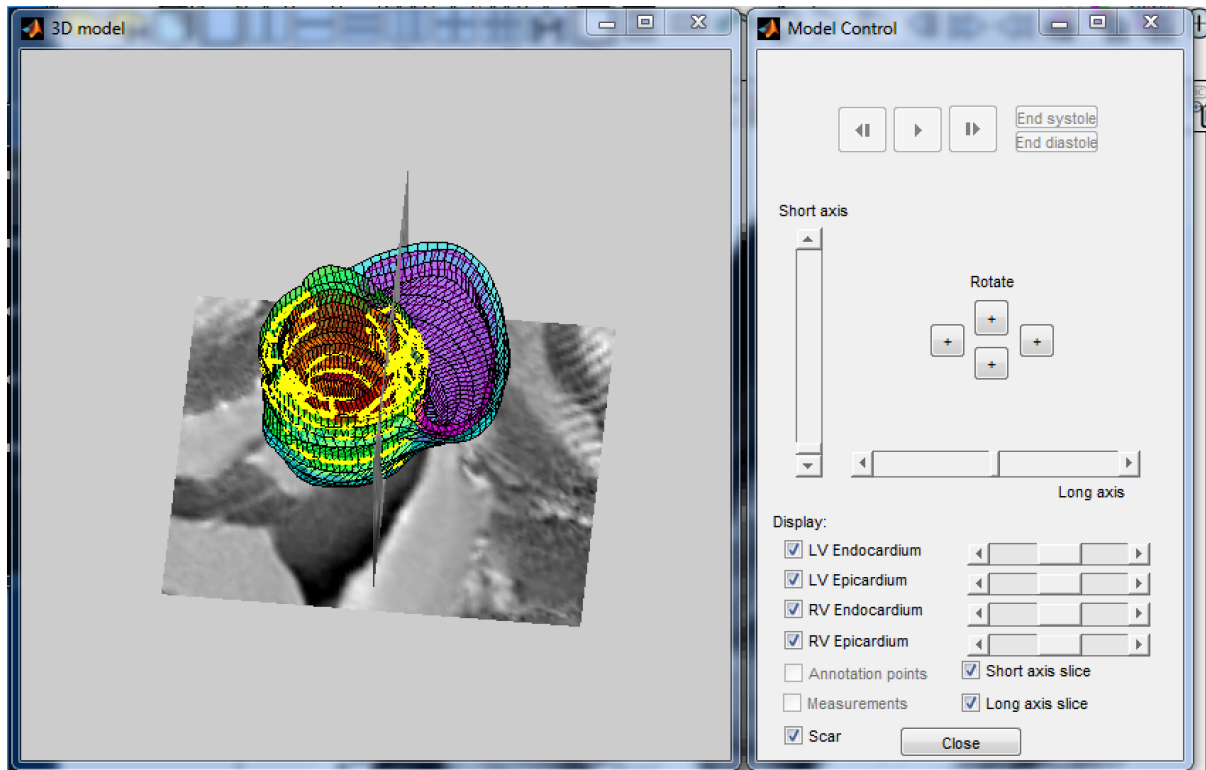 3D model
Model Control
End systole
End diastole
Short axis
Rotate
+
+ +
+
Long axis
Display:
LV Endocardium
LV Epicardium
RV Endocardium
RV Epicardium
Annotation points Short axis slice
Measurements Long axis slice
Scar Close